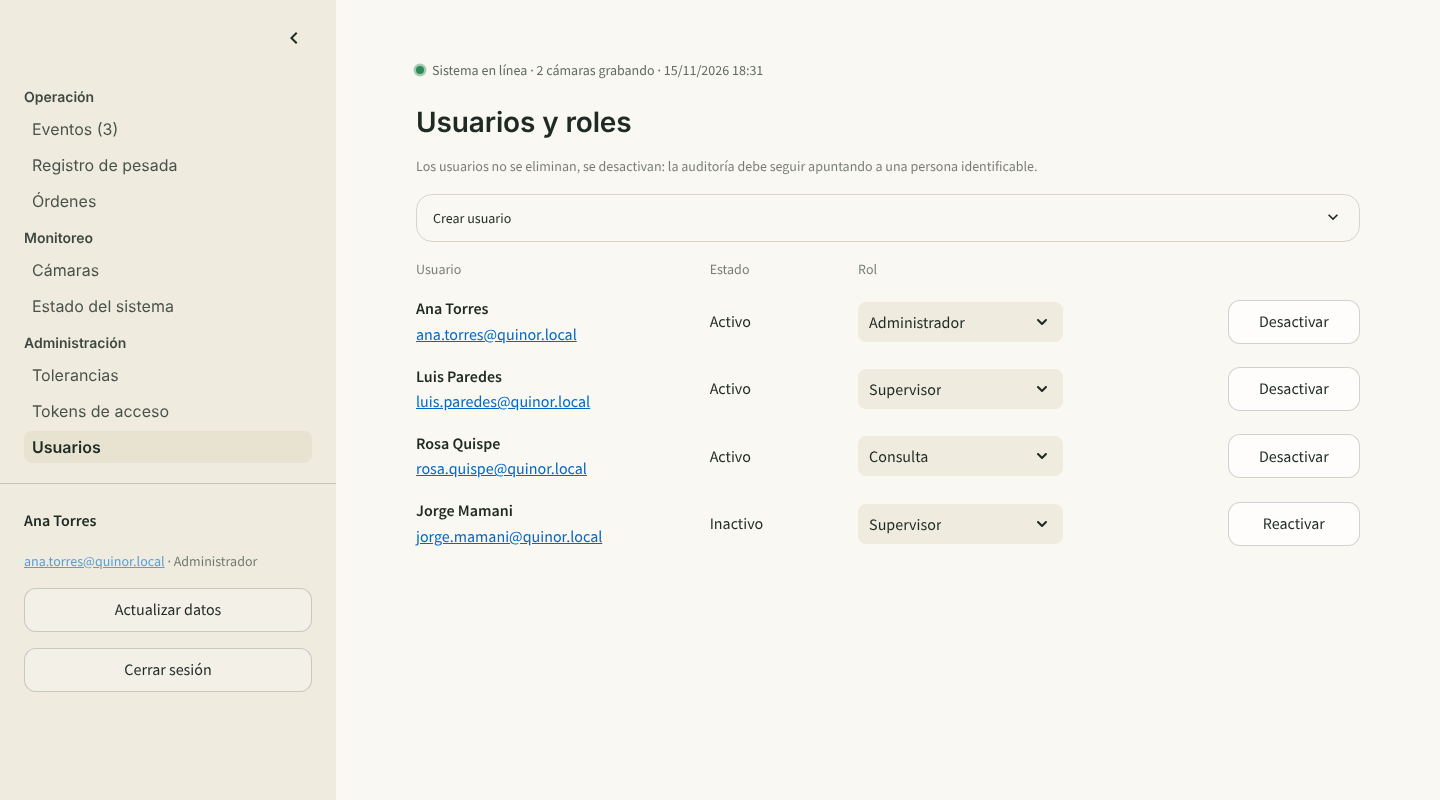 Operación
Eventos (3)
Registro de pesada
Órdenes
Monitoreo
Cámaras
Estado del sistema
Administración
Tolerancias
Tokens de acceso
Usuarios
Ana Torres
ana.torres@quinor.local · Administrador
Actualizar datos
Cerrar sesión
Sistema en línea · 2 cámaras grabando · 15/11/2026 18:31
Usuarios y roles
Los usuarios no se eliminan, se desactivan: la auditoría debe seguir apuntando a una persona identificable.
Crear usuario
Usuario Estado Rol
Ana Torres
ana.torres@quinor.local
Activo
Administrador
Desactivar
Luis Paredes
luis.paredes@quinor.local
Activo
Supervisor
Desactivar
Rosa Quispe
rosa.quispe@quinor.local
Activo
Consulta
Desactivar
Jorge Mamani
jorge.mamani@quinor.local
Inactivo
Supervisor
Reactivar